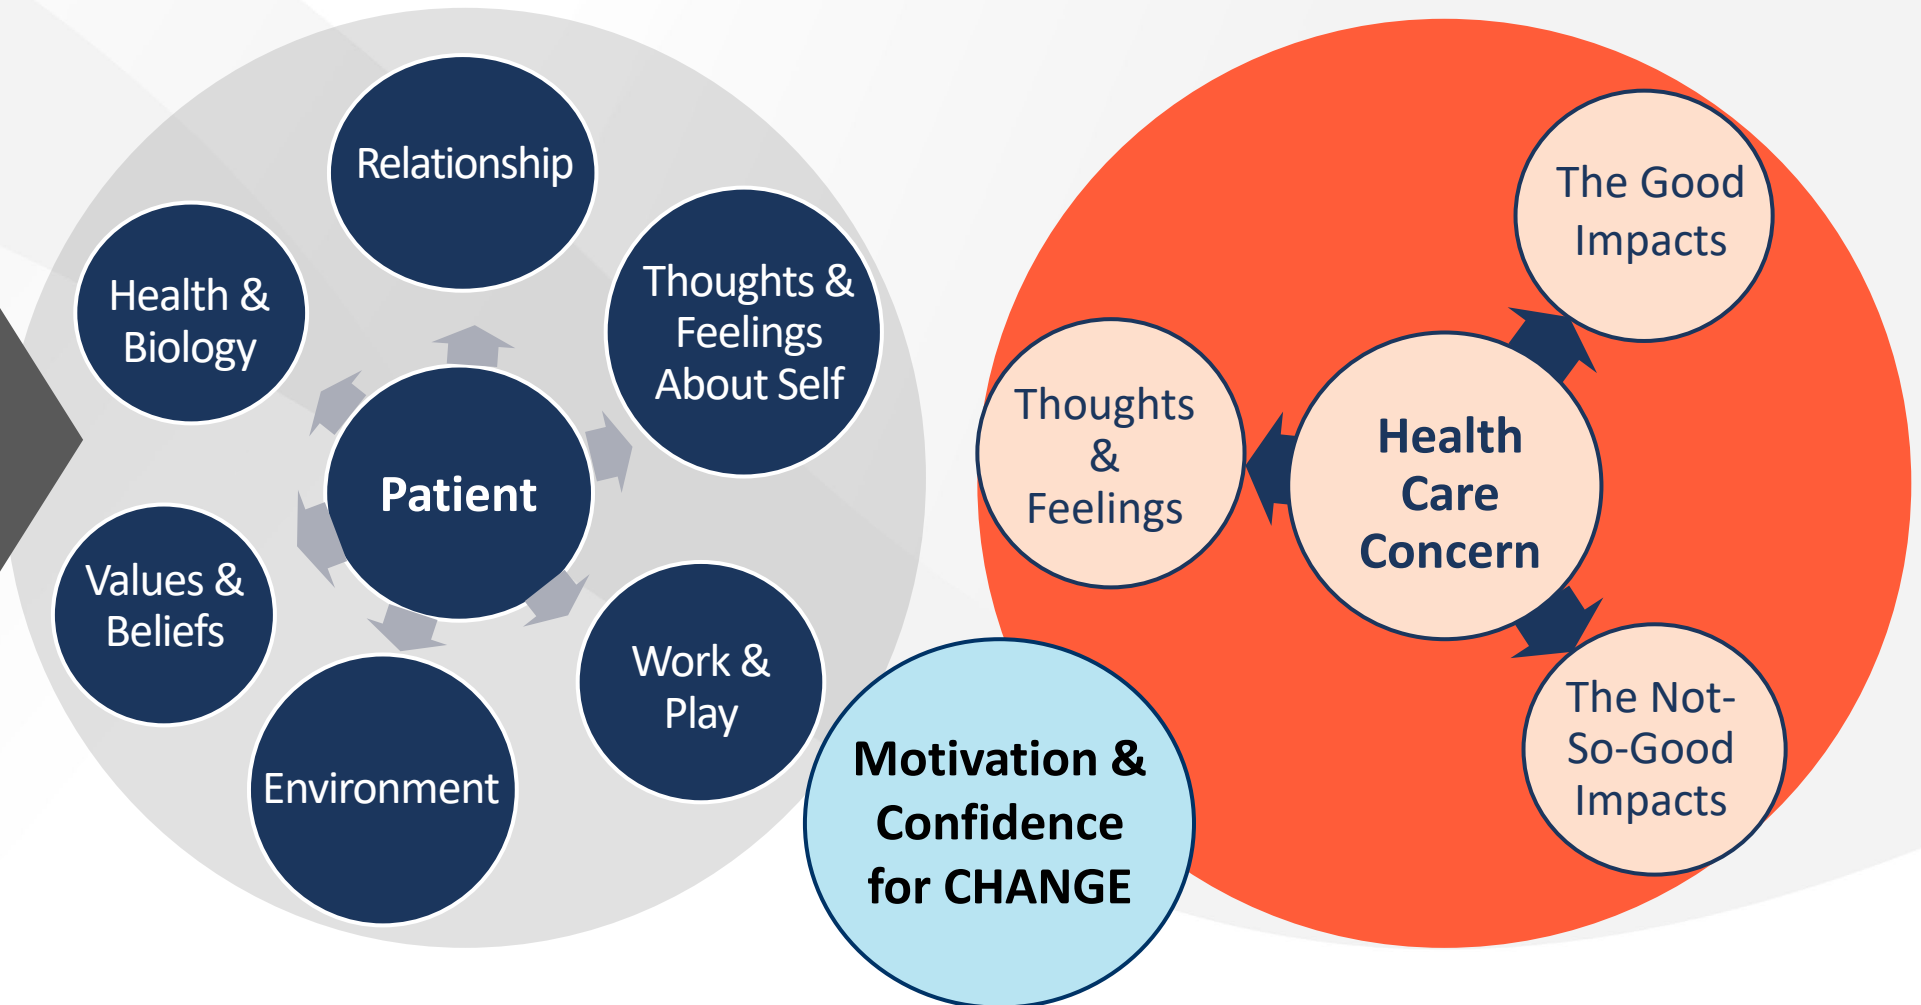 Relationship
Thoughts &
Feelings
About Self
Health &
Biology
Patient
Values &
Beliefs
Work &
Play
Environment
Motivation &
Confidence
for CHANGE
The Good
Impacts
Thoughts
&
Feelings
Health
Care
Concern
The Not-
So-Good
Impacts